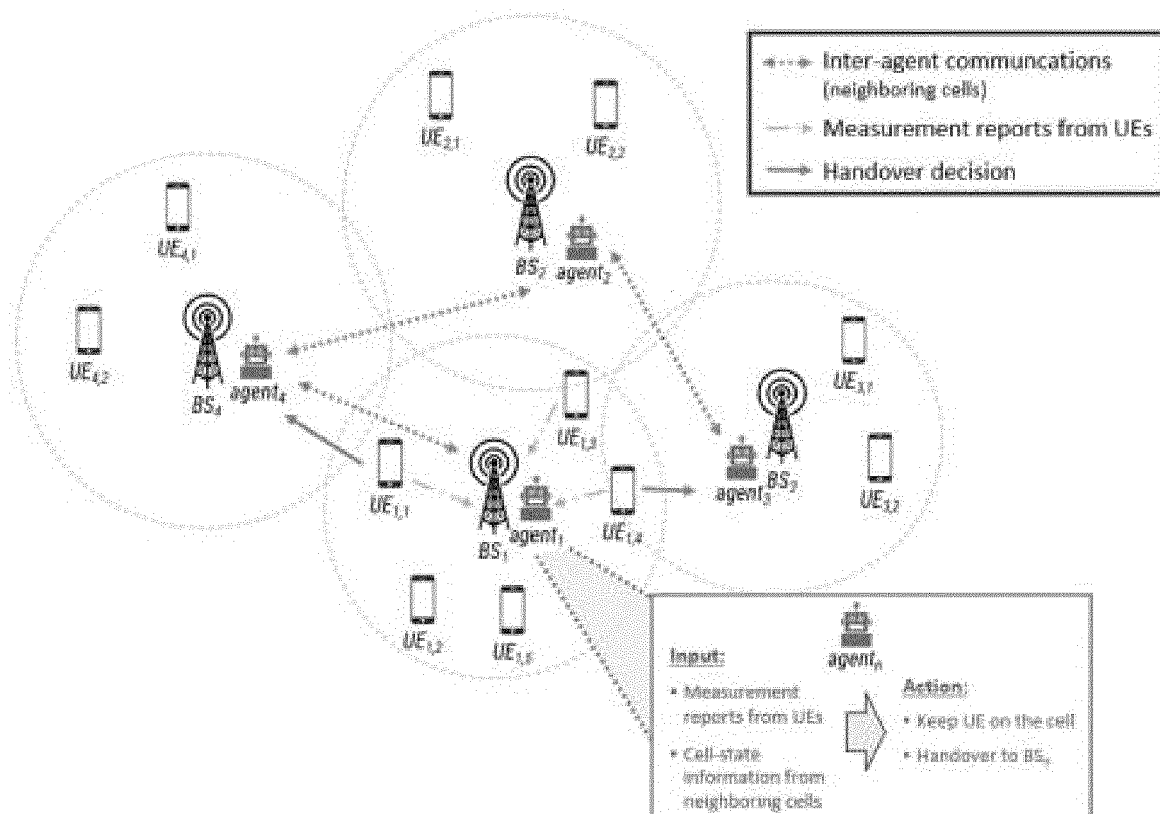 Inter-agent communcations
(neighboring cells)
Measurement reports from UEs
Handover decision
UE2,1
UE2,2
BS2
agent2
UE4,1
UE4,2
BS4
agent4
UE3,1
UE3,2
agent3
UE1,3
UE1,1
BS1
agent1
UE1,4
UE1,2
UE1,5
agentn
Input:
• Measurement
reports from UEs
• Cell-state
information from
neighboring cells
Action:
• Keep UE on the cell
• Handover to BSn